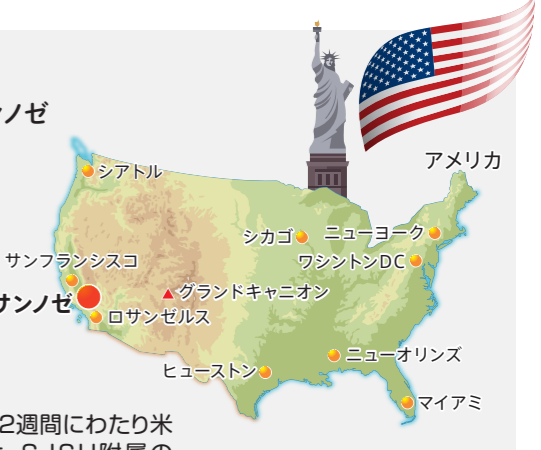 ノゼ
アメリカ
シアトル
シカゴ
ニューヨーク
ワシントンDC
サンフランシスコ
グランドキャニオン
サンノゼ
ロサンゼルス
ニューオリンズ
ヒューストン
マイアミ
2週間にわたり米